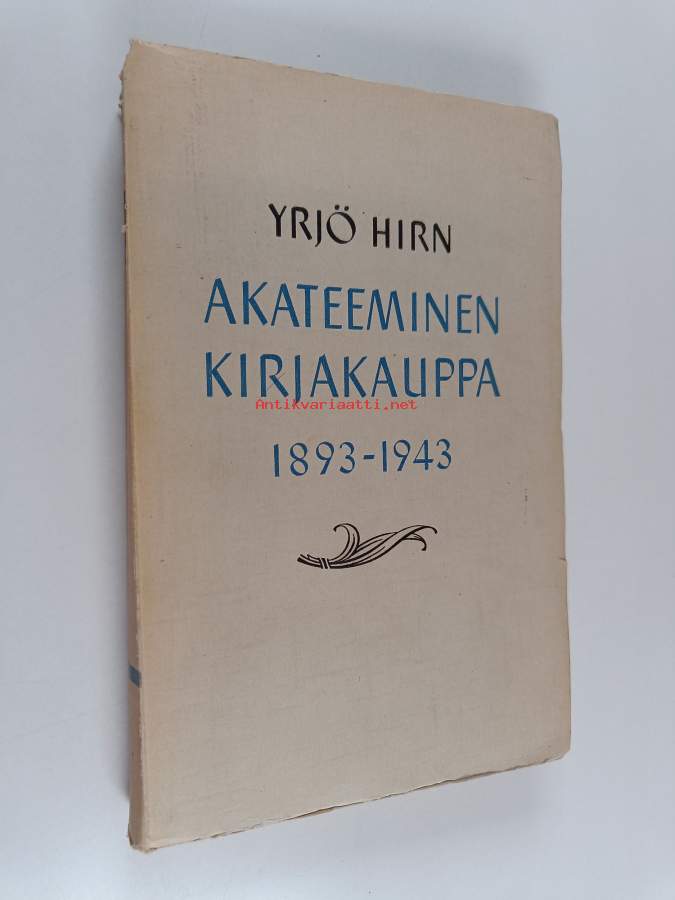 YRJÖ HIRN
AKATEEMINEN
KIRJAKAUPPA
Antikvariaatti.net
1893-1943